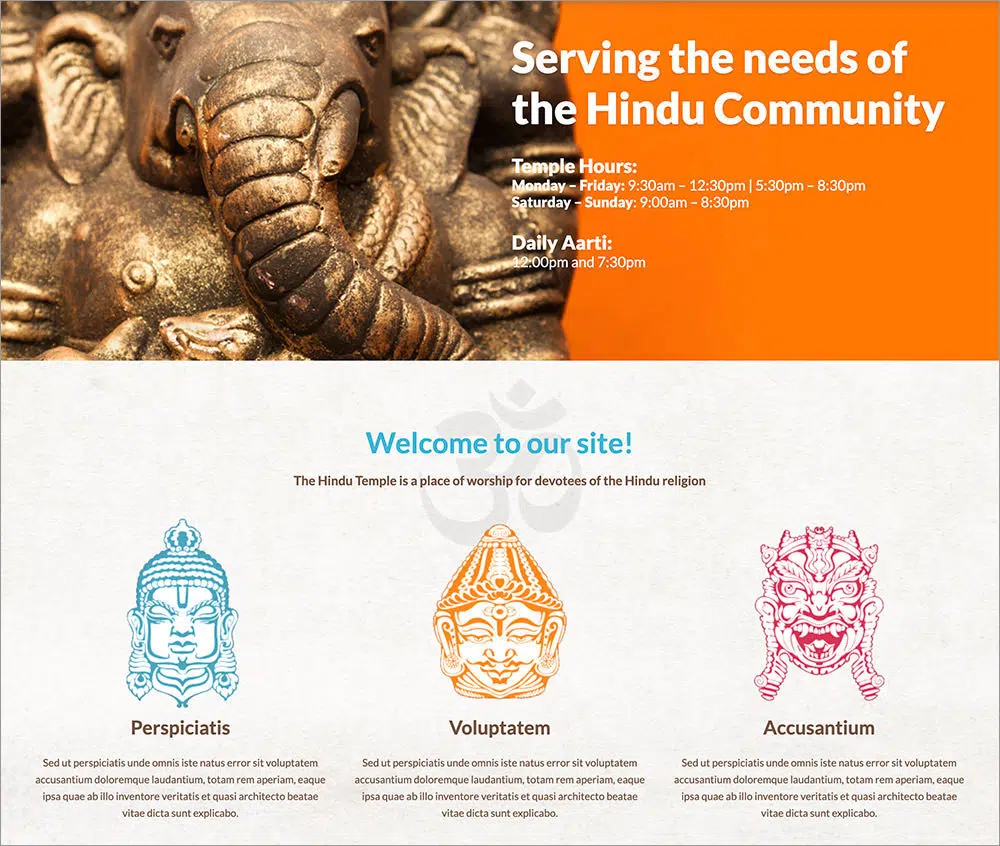 Serving the needs of
the Hindu Community
Temple Hours:
Monday – Friday: 9:30am – 12:30pm | 5:30pm – 8:30pm
Saturday – Sunday: 9:00am – 8:30pm
Daily Aarti:
12:00pm and 7:30pm
ॐ
Welcome to our site!
The Hindu Temple is a place of worship for devotees of the Hindu religion
Perspiciatis
Sed ut perspiciatis unde omnis iste natus error sit voluptatem
accusantium doloremque laudantium, totam rem aperiam, eaque
ipsa quae ab illo inventore veritatis et quasi architecto beatae
vitae dicta sunt explicabo.
Voluptatem
Sed ut perspiciatis unde omnis iste natus error sit voluptatem
accusantium doloremque laudantium, totam rem aperiam, eaque
ipsa quae ab illo inventore veritatis et quasi architecto beatae
vitae dicta sunt explicabo.
Accusantium
Sed ut perspiciatis unde omnis iste natus error sit voluptatem
accusantium doloremque laudantium, totam rem aperiam, eaque
ipsa quae ab illo inventore veritatis et quasi architecto beatae
vitae dicta sunt explicabo.